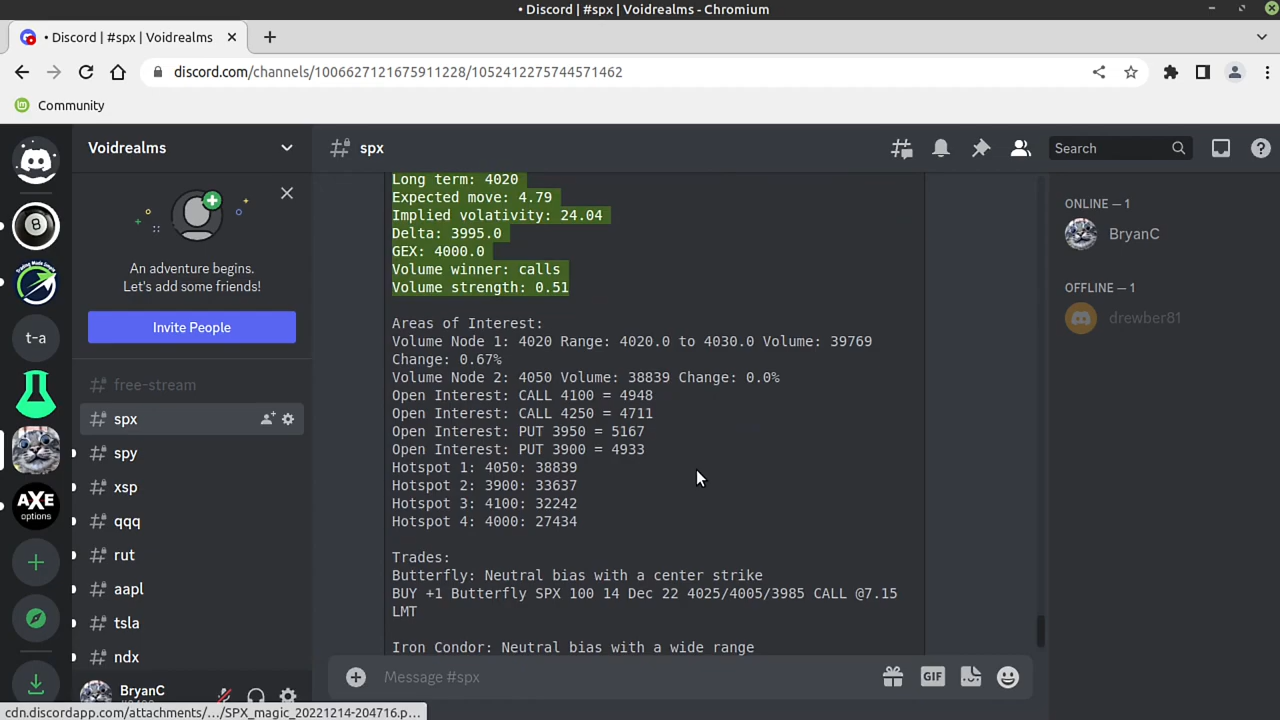 • Discord | #spx | Voidrealms - Chromium
• Discord | #spx | Voidrealms
discord.com/channels/1006627121675911228/1052412275744571462
Community
Voidrealms
An adventure begins.
Let's add some friends!
Invite People
free-stream
spx
spy
xsp
qqq
rut
aapl
tsla
ndx
BryanC
8
t-a
AXE
options
spx
Search
Long term: 4020
Expected move: 4.79
Implied volativity: 24.04
Delta: 3995.0
GEX: 4000.0
Volume winner: calls
Volume strength: 0.51
Areas of Interest:
Volume Node 1: 4020 Range: 4020.0 to 4030.0 Volume: 39769
Change: 0.67%
Volume Node 2: 4050 Volume: 38839 Change: 0.0%
Open Interest: CALL 4100 = 4948
Open Interest: CALL 4250 = 4711
Open Interest: PUT 3950 = 5167
Open Interest: PUT 3900 = 4933
Hotspot 1: 4050: 38839
Hotspot 2: 3900: 33637
Hotspot 3: 4100: 32242
Hotspot 4: 4000: 27434
Trades:
Butterfly: Neutral bias with a center strike
BUY +1 Butterfly SPX 100 14 Dec 22 4025/4005/3985 CALL @7.15
LMT
Iron Condor: Neutral bias with a wide range
Message #spx
GIF
ONLINE — 1
BryanC
OFFLINE — 1
drewber81
cdn.discordapp.com/attachments/.../SPX_magic_20221214-204716.p...